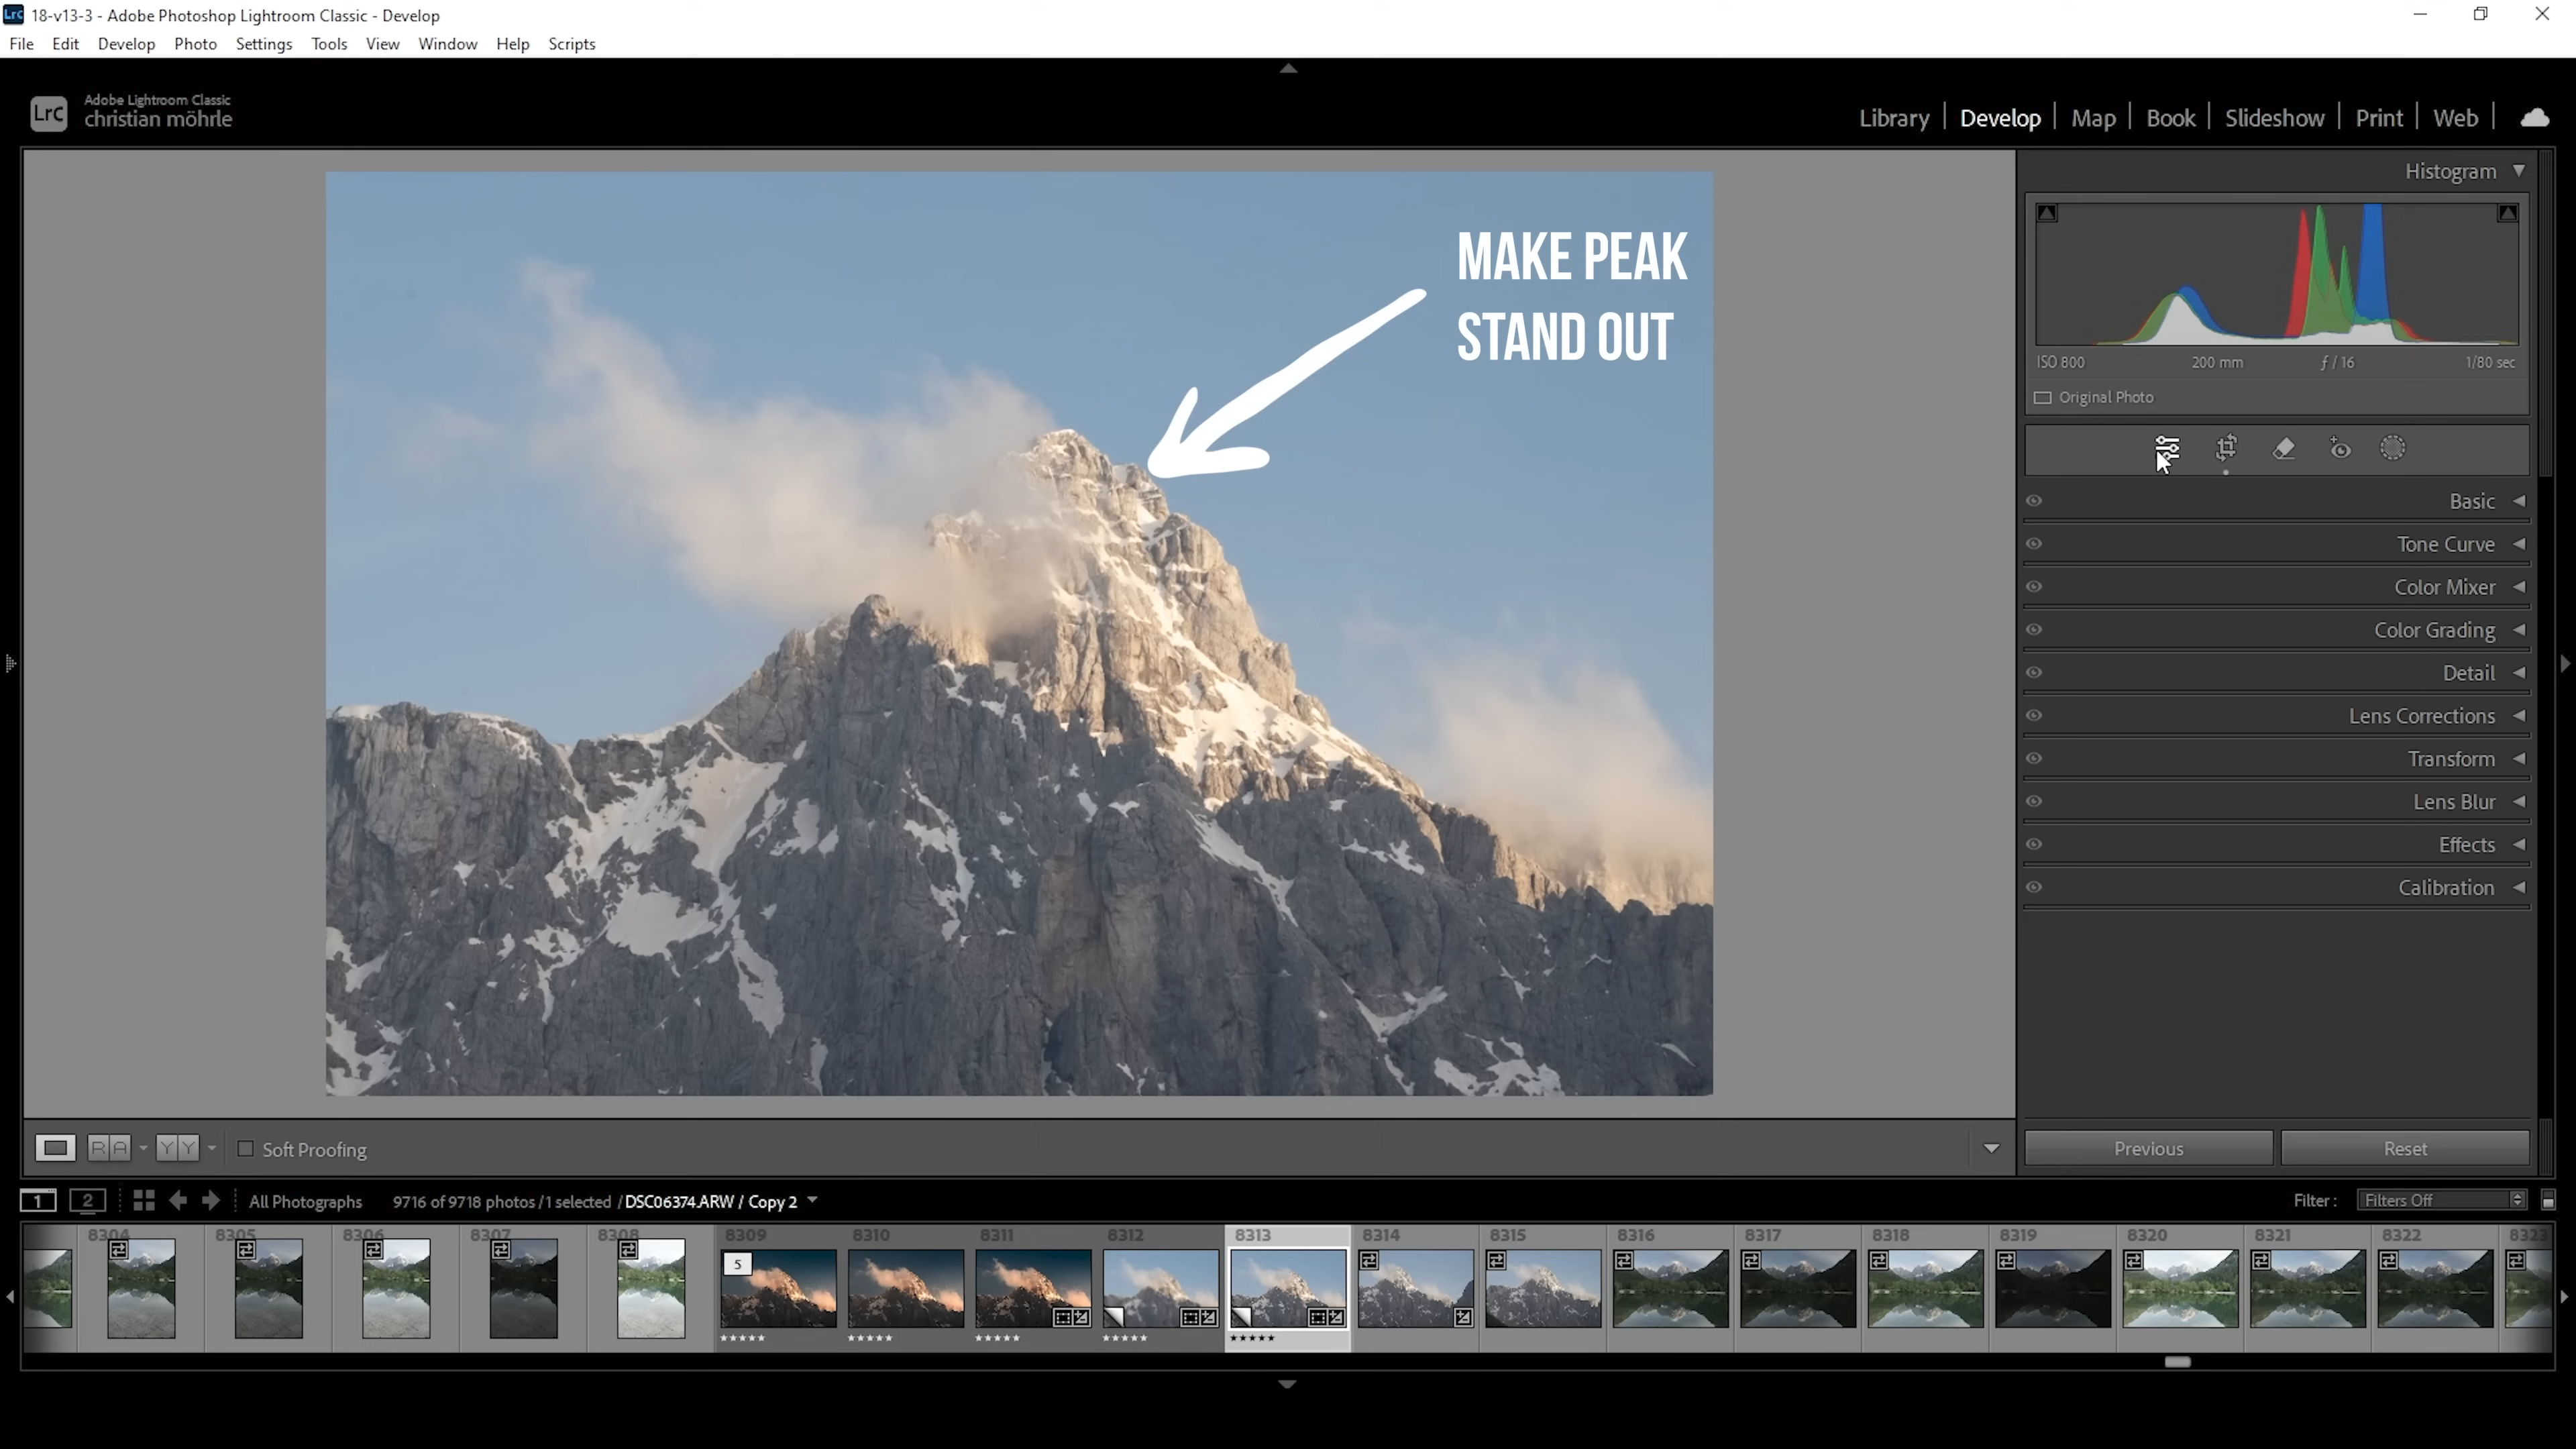 Lrc 18-v13-3 - Adobe Photoshop Lightroom Classic - Develop
File Edit Develop Photo Settings Tools View Window Help Scripts
Lrc Adobe Lightroom Classic
christian möhrle
Library | Develop | Map | Book | Slideshow | Print | Web |
Histogram
MAKE PEAK
STAND OUT
ISO 800 200 mm ƒ / 16 1/80 sec
Original Photo
Basic
Tone Curve
Color Mixer
Color Grading
Detail
Lens Corrections
Transform
Lens Blur
Effects
Calibration
R A Y Y Soft Proofing
Previous Reset
1 2 All Photographs 9716 of 9718 photos / 1 selected / DSC06374.ARW / Copy 2
Filter : Filters Off
8304 8305 8306 8307 8308 8309 8310 8311 8312 8313 8314 8315 8316 8317 8318 8319 8320 8321 8322 8323
5